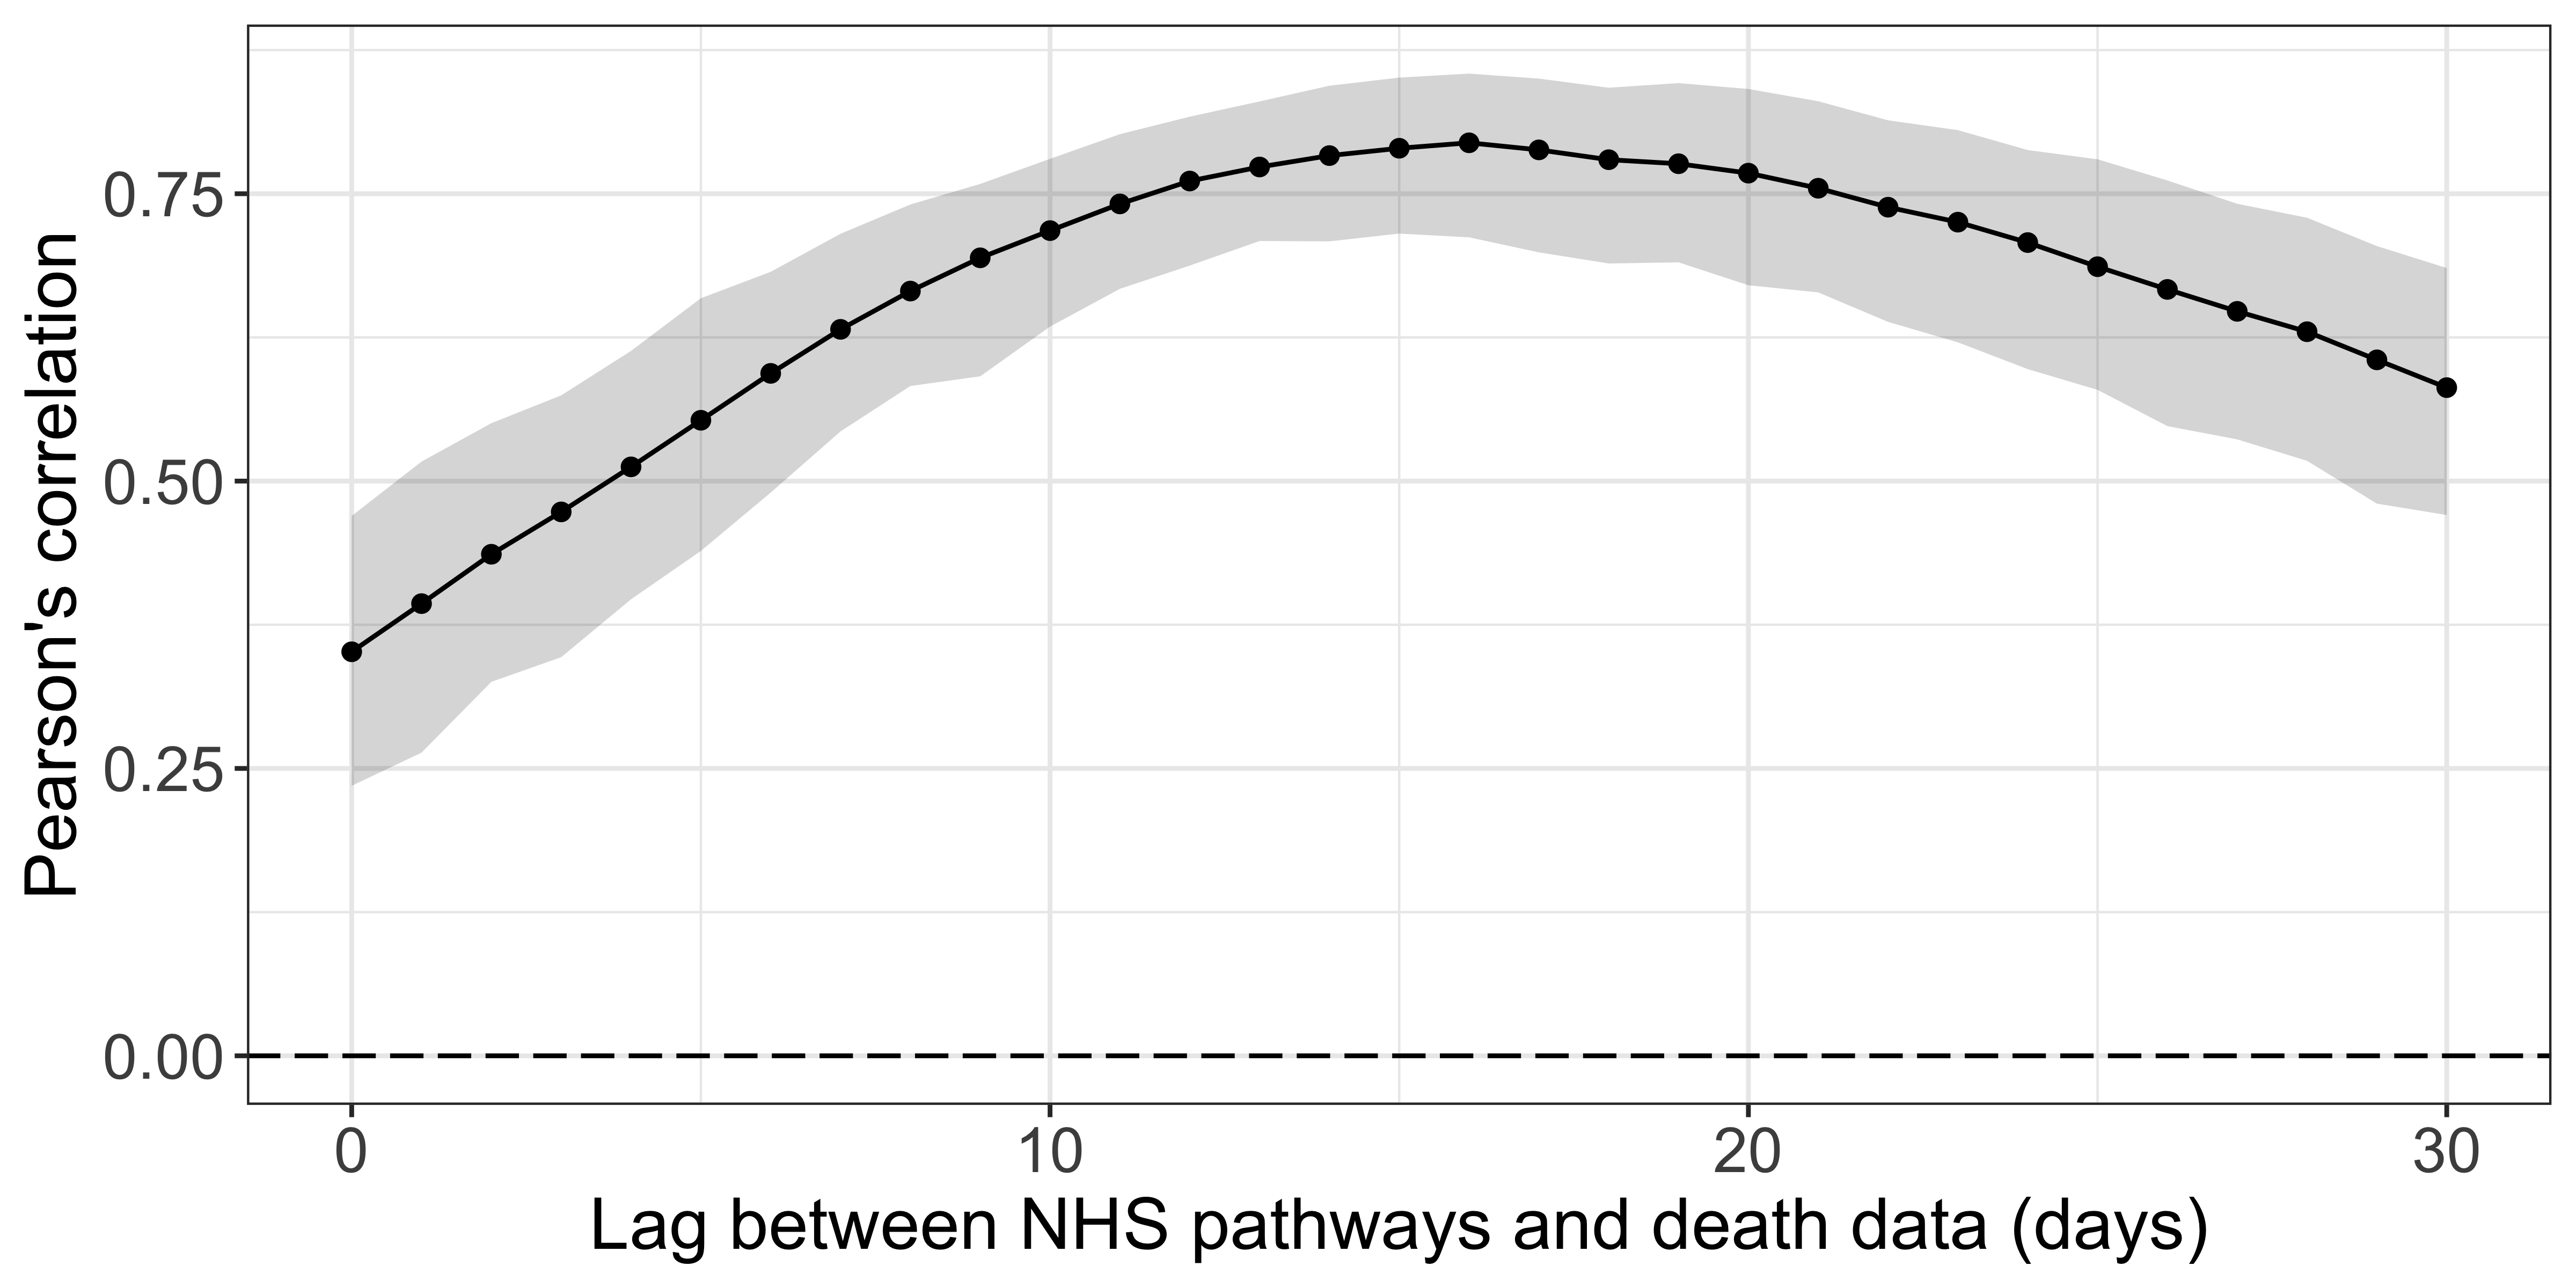 Pearson's correlation
0.75
0.50
0.25
0.00
0 10 20 30
Lag between NHS pathways and death data (days)